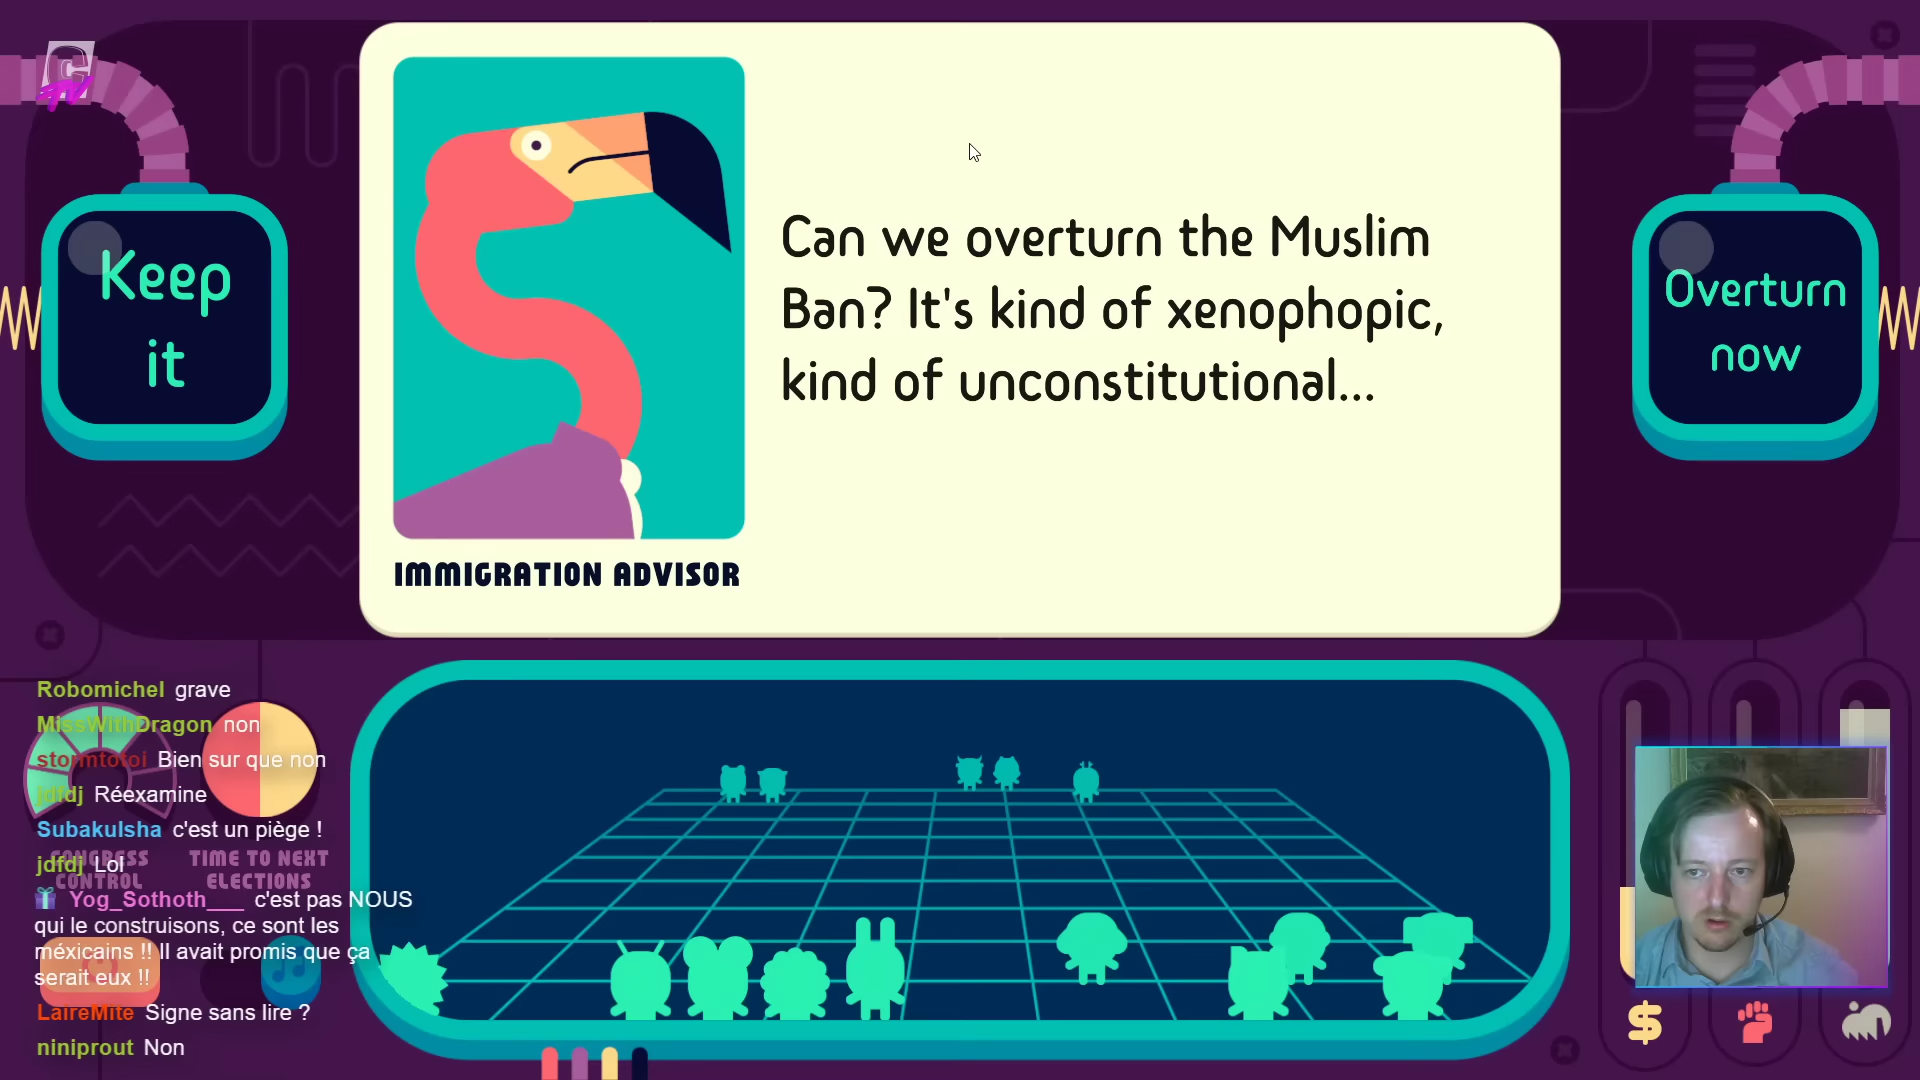 Keep
it
Can we overturn the Muslim
Ban? It's kind of xenophopic,
kind of unconstitutional...
IMMIGRATION ADVISOR
Overturn
now
Robomichel grave
MissWithDragon non
stormtotoi Bien sur que non
jdfdj Réexamine
Subakulsha c'est un piège !
jdfdj Lol
Yog_Sothoth___ c'est pas NOUS
qui le construisons, ce sont les
méxicains !! Il avait promis que ça
serait eux !!
LaireMite Signe sans lire ?
niniprout Non
CONGRESS
CONTROL
TIME TO NEXT
ELECTIONS
$